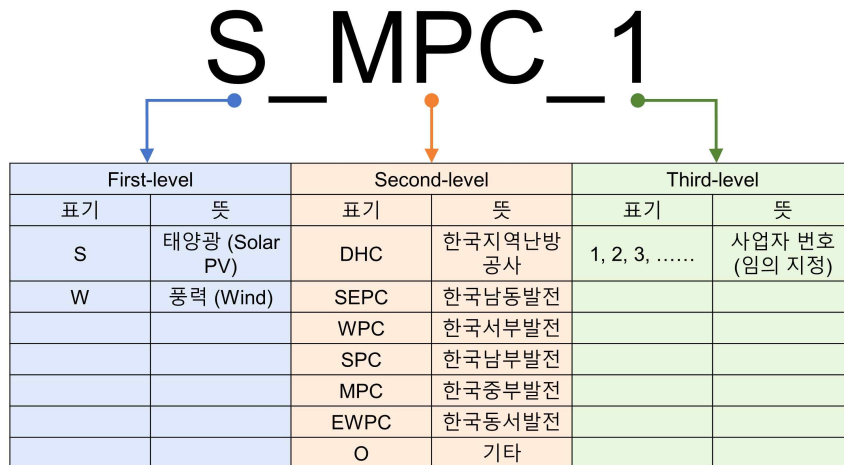 S_MPC_1
First-level Second-level Third-level
표기 뜻 표기 뜻 표기 뜻
S 태양광 (Solar PV) DHC 한국지역난방공사 1, 2, 3, …… 사업자 번호 (임의 지정)
W 풍력 (Wind) SEPC 한국남동발전
WPC 한국서부발전
SPC 한국남부발전
MPC 한국중부발전
EWPC 한국동서발전
O 기타